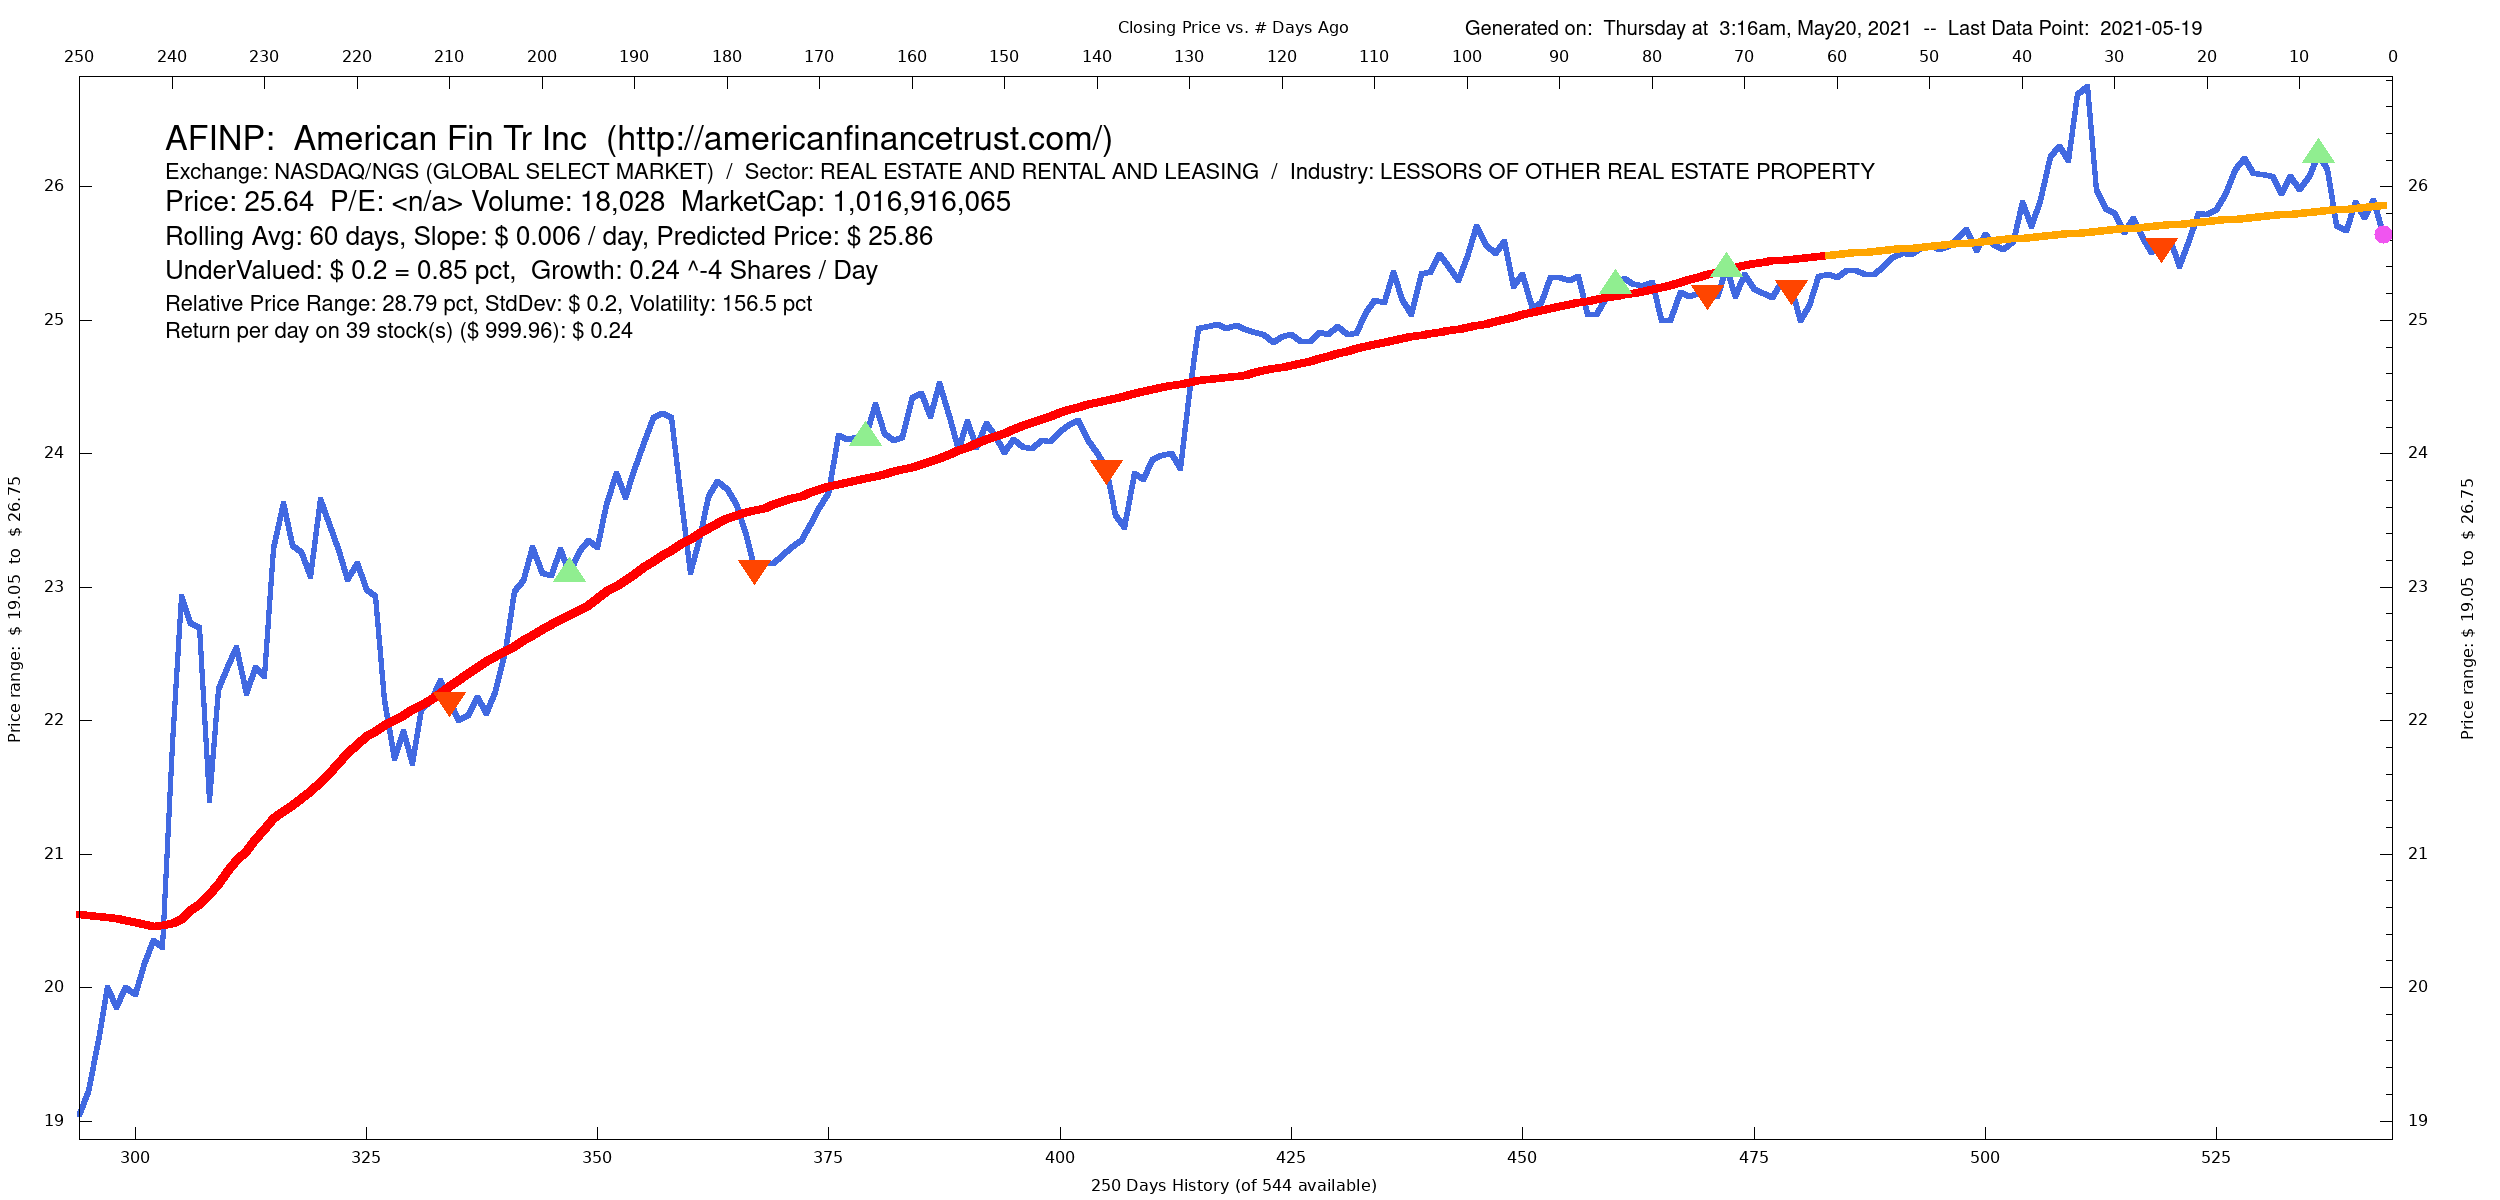 Closing Price vs. # Days Ago
Generated on:  Thursday at  3:16am, May20, 2021  --  Last Data Point:  2021-05-19
250 240 230 220 210 200 190 180 170 160 150 140 130 120 110 100 90 80 70 60 50 40 30 20 10 0
AFINP:  American Fin Tr Inc  (http://americanfinancetrust.com/)
Exchange: NASDAQ/NGS (GLOBAL SELECT MARKET)  /  Sector: REAL ESTATE AND RENTAL AND LEASING  /  Industry: LESSORS OF OTHER REAL ESTATE PROPERTY
Price: 25.64  P/E: <n/a> Volume: 18,028  MarketCap: 1,016,916,065
Rolling Avg: 60 days, Slope: $ 0.006 / day, Predicted Price: $ 25.86
UnderValued: $ 0.2 = 0.85 pct,  Growth: 0.24 ^-4 Shares / Day
Relative Price Range: 28.79 pct, StdDev: $ 0.2, Volatility: 156.5 pct
Return per day on 39 stock(s) ($ 999.96): $ 0.24
26 26
25 25
24 24
23 23
22 22
21 21
20 20
19 19
Price range: $ 19.05  to  $ 26.75
Price range: $ 19.05  to  $ 26.75
300 325 350 375 400 425 450 475 500 525
250 Days History (of 544 available)